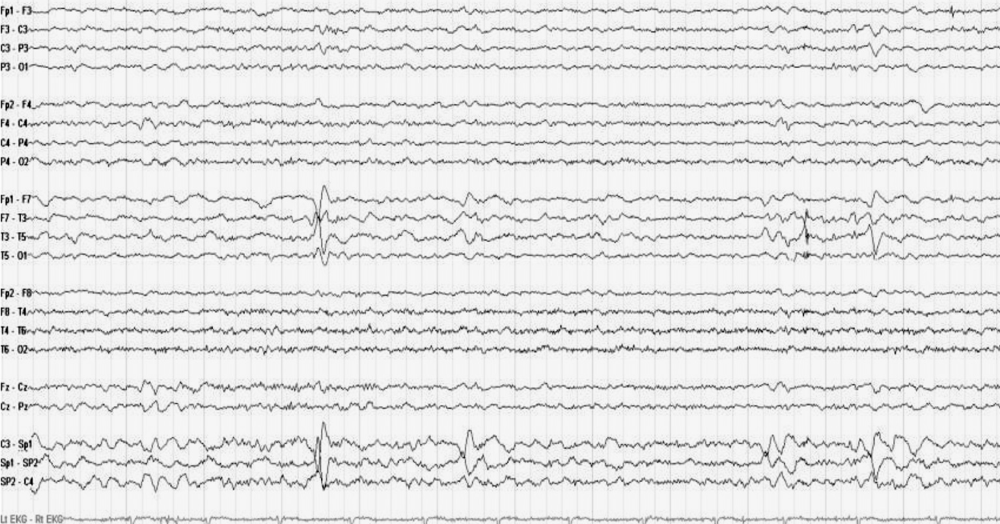 Fp1 - F3
F3 - C3
C3 - P3
P3 - O1
Fp2 - F4
F4 - C4
C4 - P4
P4 - O2
Fp1 - F7
F7 - T3
T3 - T5
T5 - O1
Fp2 - F8
F8 - T4
T4 - T6
T6 - O2
Fz - Cz
Cz - Pz
C3 - Sp1
Sp1 - SP2
SP2 - C4
Lt EKG - Rt EKG